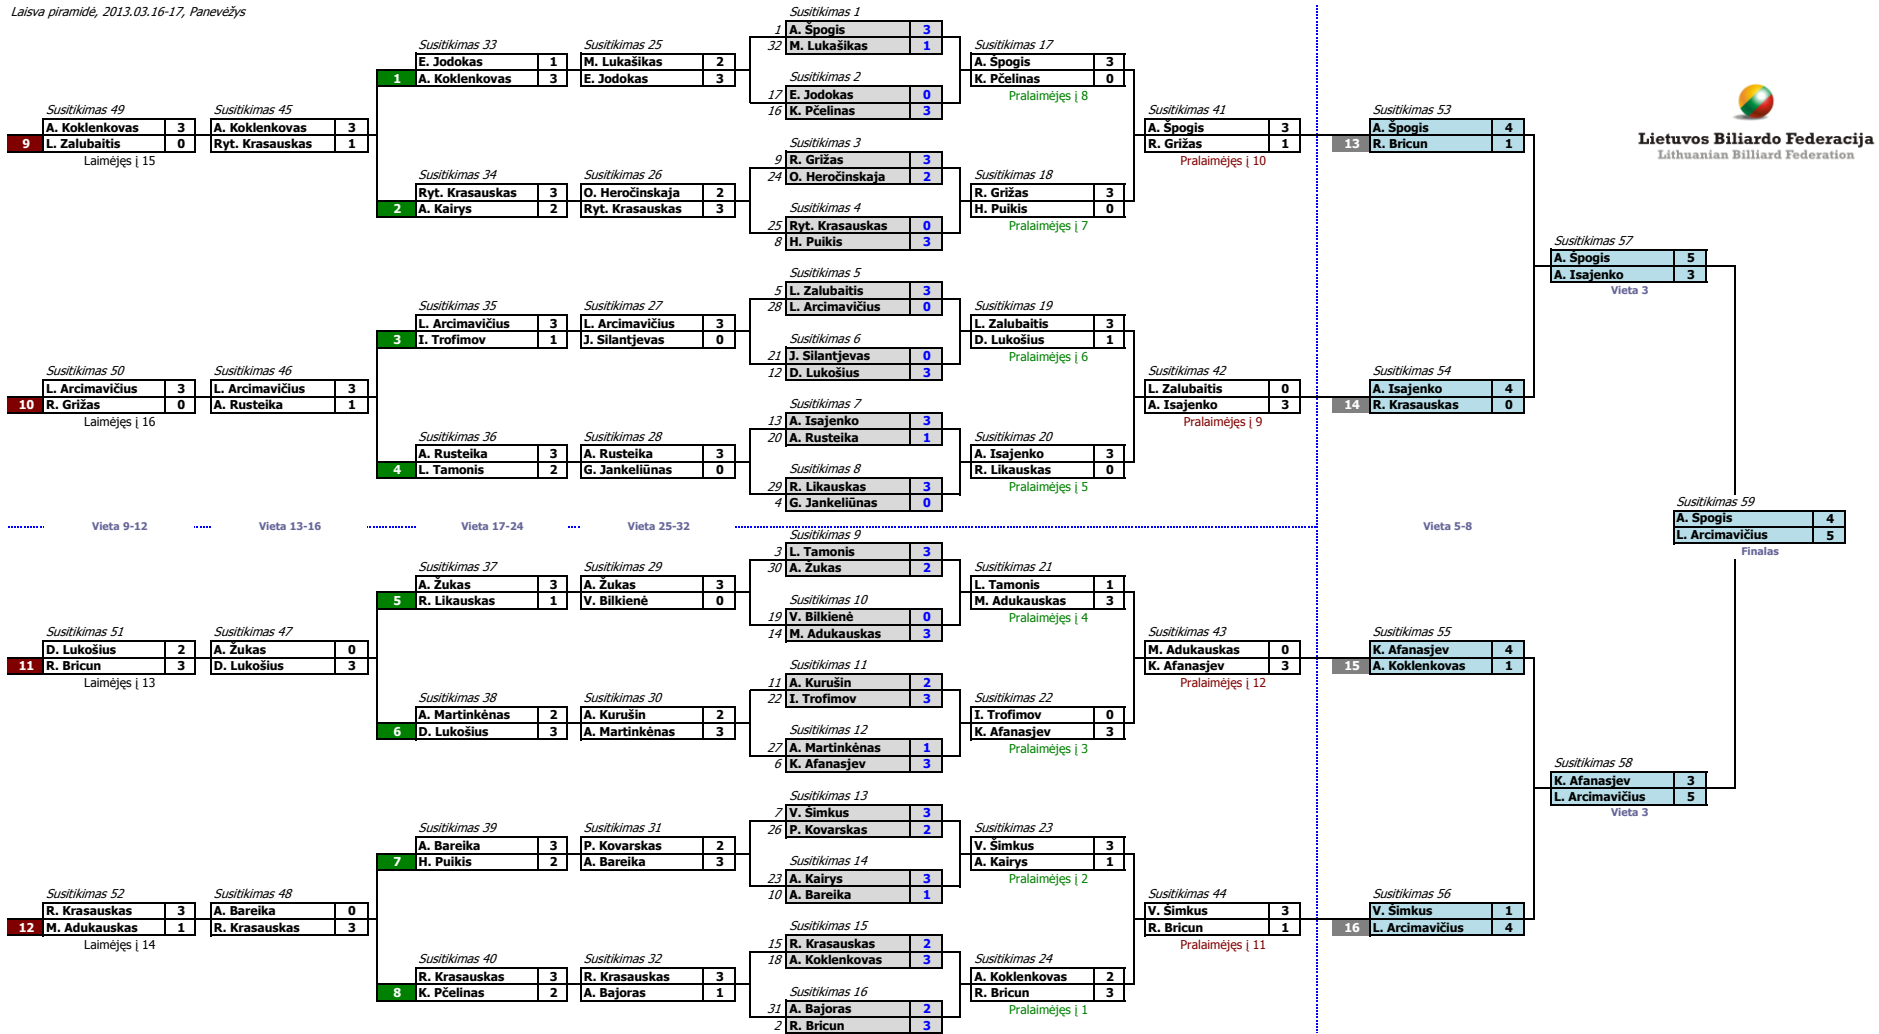 Laisva piramidė, 2013.03.16-17, Panevėžys
Lietuvos Biliardo Federacija
Lithuanian Billiard Federation
Susitikimas 49
A. Koklenkovas 3
9 L. Zalubaitis 0
Laimėjęs į 15
Susitikimas 50
L. Arcimavičius 3
10 R. Grižas 0
Laimėjęs į 16
Vieta 9-12
Susitikimas 51
D. Lukošius 2
11 R. Bricun 3
Laimėjęs į 13
Susitikimas 52
R. Krasauskas 3
12 M. Adukauskas 1
Laimėjęs į 14
Susitikimas 45
A. Koklenkovas 3
Ryt. Krasauskas 1
Susitikimas 46
L. Arcimavičius 3
A. Rusteika 1
Vieta 13-16
Susitikimas 47
A. Žukas 0
D. Lukošius 3
Susitikimas 48
A. Bareika 0
R. Krasauskas 3
Susitikimas 33
E. Jodokas 1
1 A. Koklenkovas 3
Susitikimas 34
Ryt. Krasauskas 3
2 A. Kairys 2
Susitikimas 35
L. Arcimavičius 3
3 I. Trofimov 1
Susitikimas 36
A. Rusteika 3
4 L. Tamonis 2
Vieta 17-24
Susitikimas 37
A. Žukas 3
5 R. Likauskas 1
Susitikimas 38
A. Martinkėnas 2
6 D. Lukošius 3
Susitikimas 39
A. Bareika 3
7 H. Puikis 2
Susitikimas 40
R. Krasauskas 3
8 K. Pčelinas 2
Susitikimas 25
M. Lukašikas 2
E. Jodokas 3
Susitikimas 26
O. Heročinskaja 2
Ryt. Krasauskas 3
Susitikimas 27
L. Arcimavičius 3
J. Silantjevas 0
Susitikimas 28
A. Rusteika 3
G. Jankeliūnas 0
Vieta 25-32
Susitikimas 29
A. Žukas 3
V. Bilkienė 0
Susitikimas 30
A. Kurušin 2
A. Martinkėnas 3
Susitikimas 31
P. Kovarskas 2
A. Bareika 3
Susitikimas 32
R. Krasauskas 3
A. Bajoras 1
Susitikimas 1
1 A. Špogis 3
32 M. Lukašikas 1
Susitikimas 2
17 E. Jodokas 0
16 K. Pčelinas 3
Susitikimas 3
9 R. Grižas 3
24 O. Heročinskaja 2
Susitikimas 4
25 Ryt. Krasauskas 0
8 H. Puikis 3
Susitikimas 5
5 L. Zalubaitis 3
28 L. Arcimavičius 0
Susitikimas 6
21 J. Silantjevas 0
12 D. Lukošius 3
Susitikimas 7
13 A. Isajenko 3
20 A. Rusteika 1
Susitikimas 8
29 R. Likauskas 3
4 G. Jankeliūnas 0
Susitikimas 9
3 L. Tamonis 3
30 A. Žukas 2
Susitikimas 10
19 V. Bilkienė 0
14 M. Adukauskas 3
Susitikimas 11
11 A. Kurušin 2
22 I. Trofimov 3
Susitikimas 12
27 A. Martinkėnas 1
6 K. Afanasjev 3
Susitikimas 13
7 V. Šimkus 3
26 P. Kovarskas 2
Susitikimas 14
23 A. Kairys 3
10 A. Bareika 1
Susitikimas 15
15 R. Krasauskas 2
18 A. Koklenkovas 3
Susitikimas 16
31 A. Bajoras 2
2 R. Bricun 3
Susitikimas 17
A. Špogis 3
K. Pčelinas 0
Pralaimėjęs į 8
Susitikimas 18
R. Grižas 3
H. Puikis 0
Pralaimėjęs į 7
Susitikimas 19
L. Zalubaitis 3
D. Lukošius 1
Pralaimėjęs į 6
Susitikimas 20
A. Isajenko 3
R. Likauskas 0
Pralaimėjęs į 5
Susitikimas 21
L. Tamonis 1
M. Adukauskas 3
Pralaimėjęs į 4
Susitikimas 22
I. Trofimov 0
K. Afanasjev 3
Pralaimėjęs į 3
Susitikimas 23
V. Šimkus 3
A. Kairys 1
Pralaimėjęs į 2
Susitikimas 24
A. Koklenkovas 2
R. Bricun 3
Pralaimėjęs į 1
Susitikimas 41
A. Špogis 3
R. Grižas 1
Pralaimėjęs į 10
Susitikimas 42
L. Zalubaitis 0
A. Isajenko 3
Pralaimėjęs į 9
Susitikimas 43
M. Adukauskas 0
K. Afanasjev 3
Pralaimėjęs į 12
Susitikimas 44
V. Šimkus 3
R. Bricun 1
Pralaimėjęs į 11
Susitikimas 53
A. Špogis 4
13 R. Bricun 1
Susitikimas 54
A. Isajenko 4
14 R. Krasauskas 0
Vieta 5-8
Susitikimas 55
K. Afanasjev 4
15 A. Koklenkovas 1
Susitikimas 56
V. Šimkus 1
16 L. Arcimavičius 4
Susitikimas 57
A. Špogis 5
A. Isajenko 3
Vieta 3
Susitikimas 58
K. Afanasjev 3
L. Arcimavičius 5
Vieta 3
Susitikimas 59
A. Špogis 4
L. Arcimavičius 5
Finalas